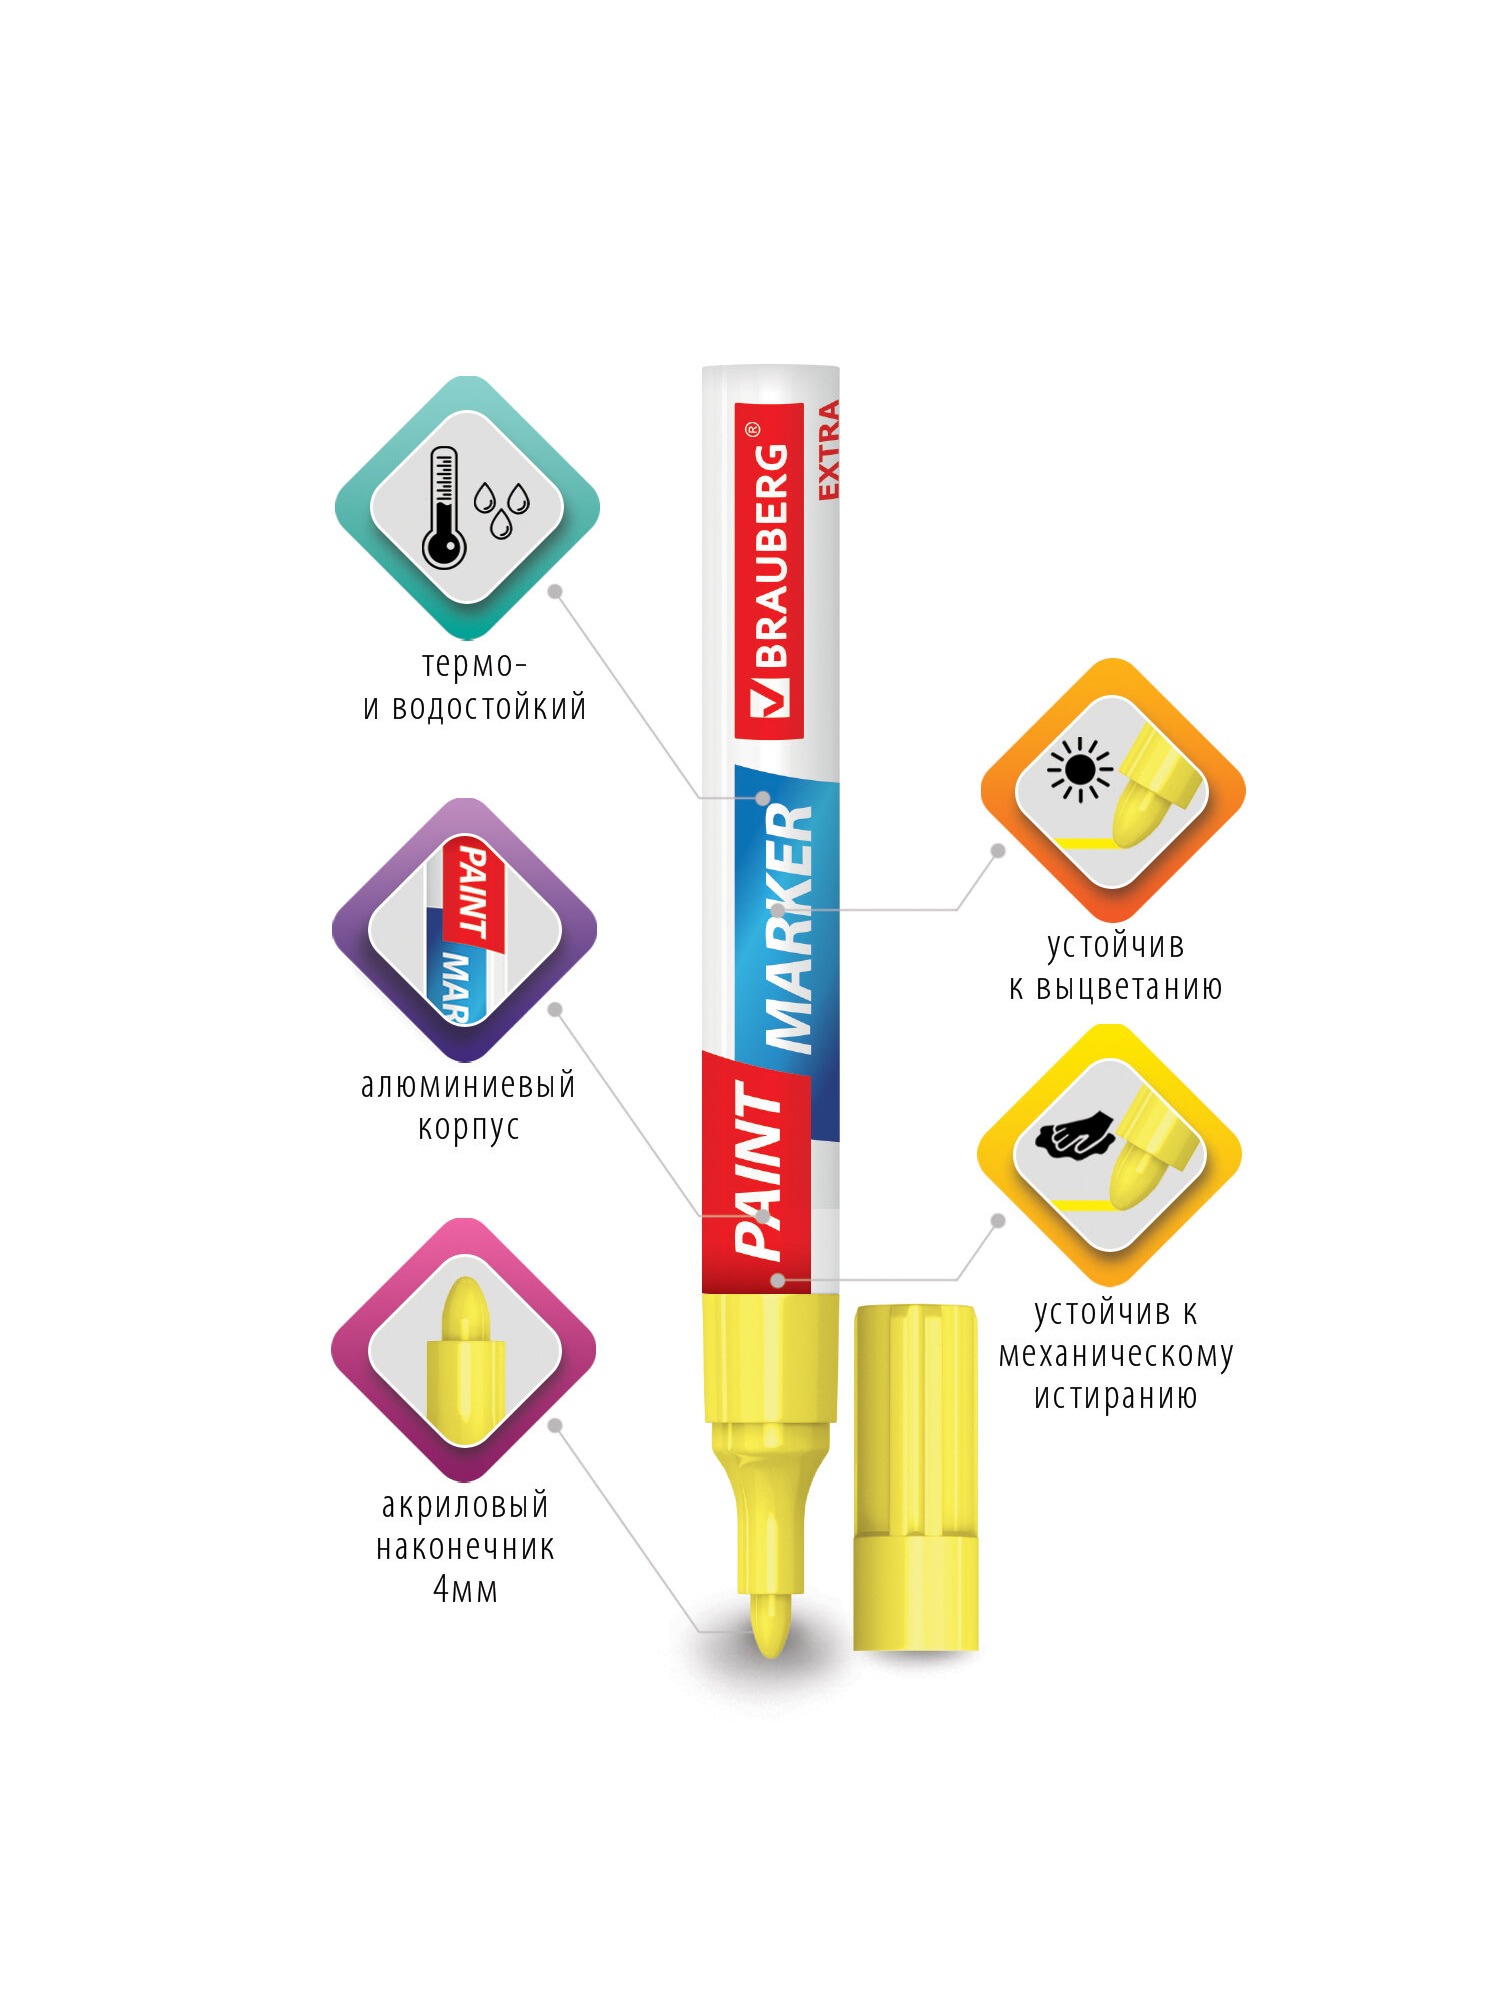 BRAUBERG®
EXTRA
MARKER
PAINT
термо-
и водостойкий
PAINT
MAR
алюминиевый
корпус
акриловый
наконечник
4мм
устойчив
к выцветанию
устойчив к
механическому
истиранию